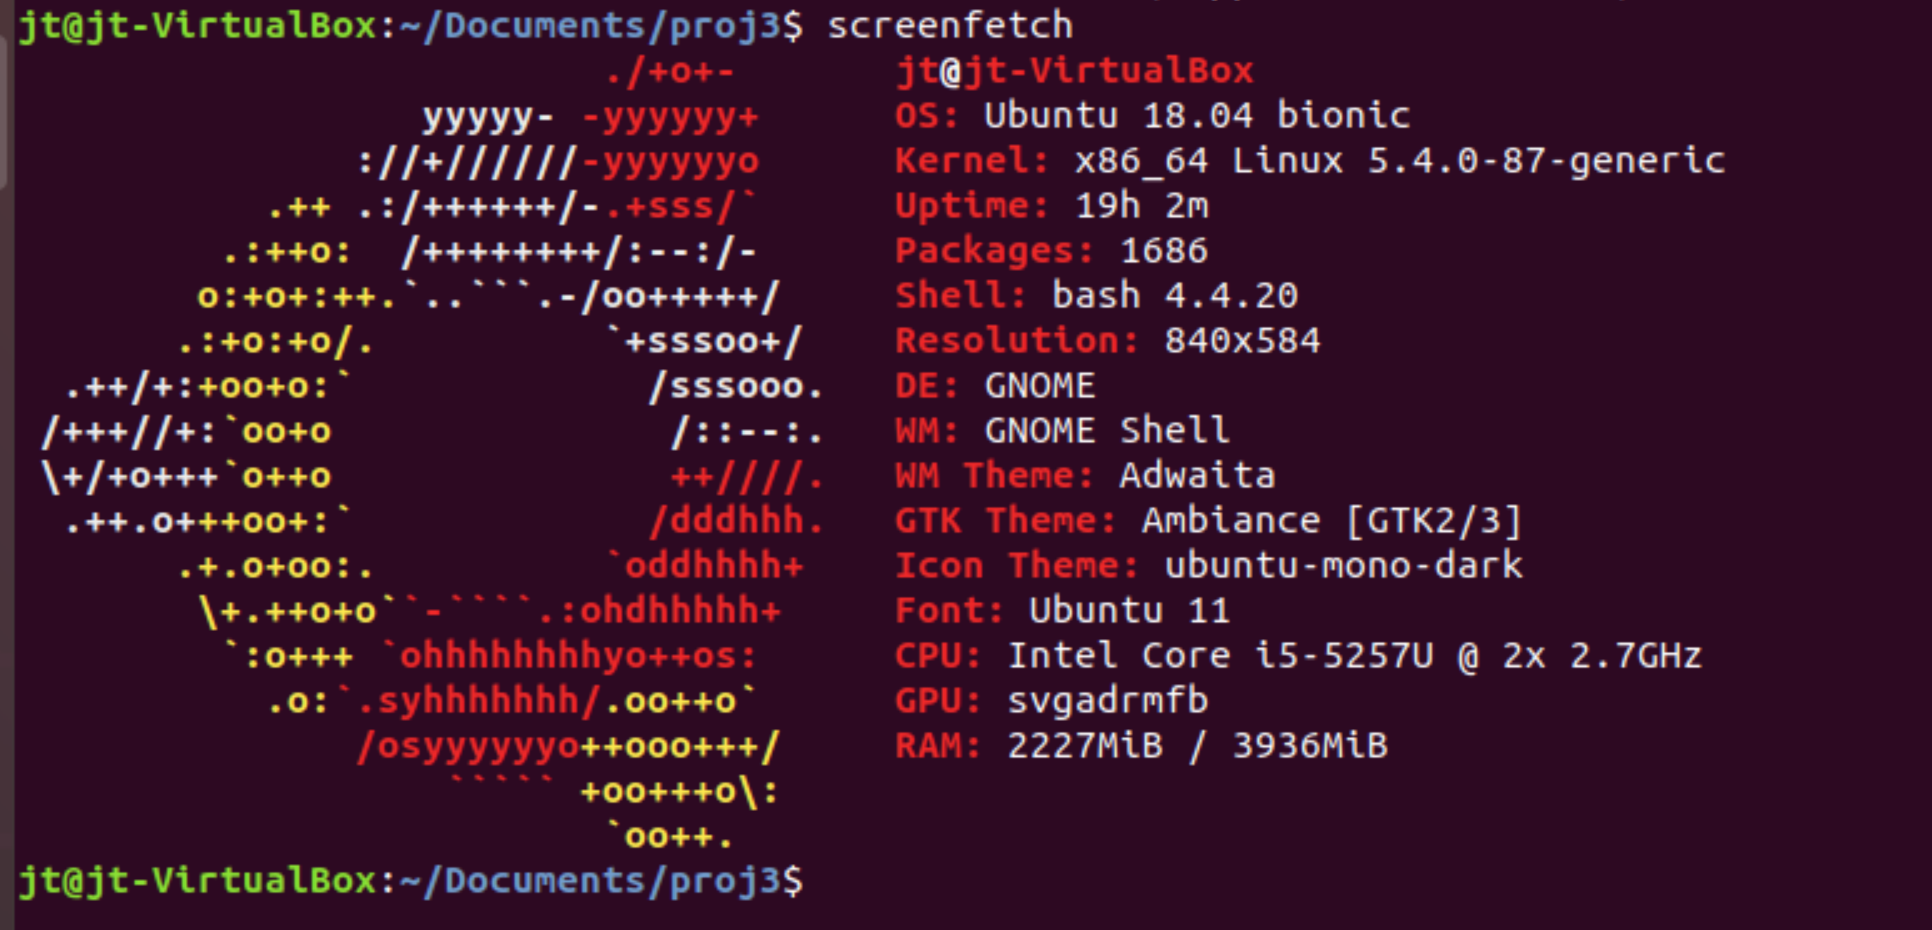 jt@jt-VirtualBox:~/Documents/proj3$ screenfetch
                          ./+o+-       jt@jt-VirtualBox
                  yyyyy- -yyyyyy+      OS: Ubuntu 18.04 bionic
               ://+//////-yyyyyyo      Kernel: x86_64 Linux 5.4.0-87-generic
           .++ .:/++++++/-.+sss/`      Uptime: 19h 2m
         .:++o:  /++++++++/:--:/-      Packages: 1686
        o:+o+:++.`..```.-/oo+++++/     Shell: bash 4.4.20
       .:+o:+o/.          `+sssoo+/    Resolution: 840x584
  .++/+:+oo+o:`             /sssooo.   DE: GNOME
 /+++//+:`oo+o               /::--:.   WM: GNOME Shell
 \+/+o+++`o++o               ++////.   WM Theme: Adwaita
  .++.o+++oo+:`             /dddhhh.   GTK Theme: Ambiance [GTK2/3]
       .+.o+oo:.          `oddhhhh+    Icon Theme: ubuntu-mono-dark
        \+.++o+o``-````.:ohdhhhhh+     Font: Ubuntu 11
         `:o+++ `ohhhhhhhhyo++os:      CPU: Intel Core i5-5257U @ 2x 2.7GHz
           .o:`.syhhhhhhh/.oo++o`      GPU: svgadrmfb
               /osyyyyyyo++ooo+++/     RAM: 2227MiB / 3936MiB
                   ````` +oo+++o\:
                          `oo++.
jt@jt-VirtualBox:~/Documents/proj3$